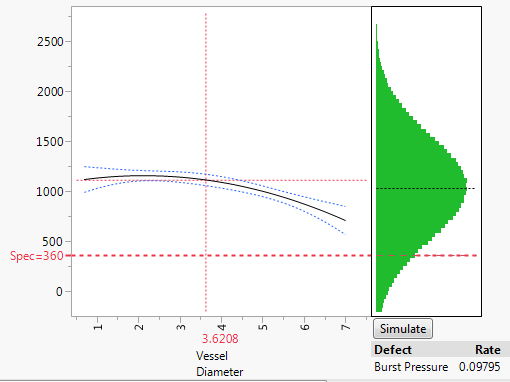 2500
2000
1500
1000
500
Spec=360
0
1 2 3 4 5 6 7
3.6208
Vessel
Diameter
Simulate
Defect Rate
Burst Pressure 0.09795